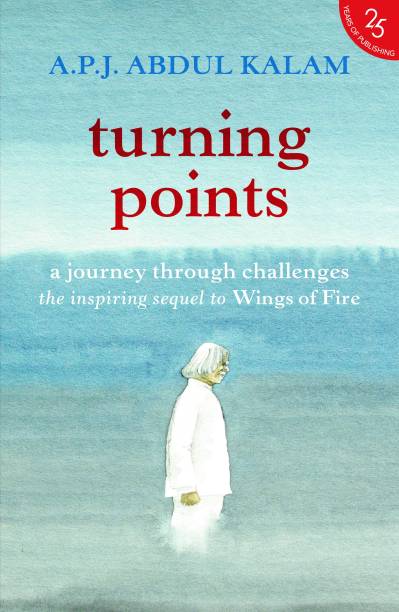 25
YEARS OF PUBLISHING
A.P.J. ABDUL KALAM
turning
points
a journey through challenges
the inspiring sequel to Wings of Fire